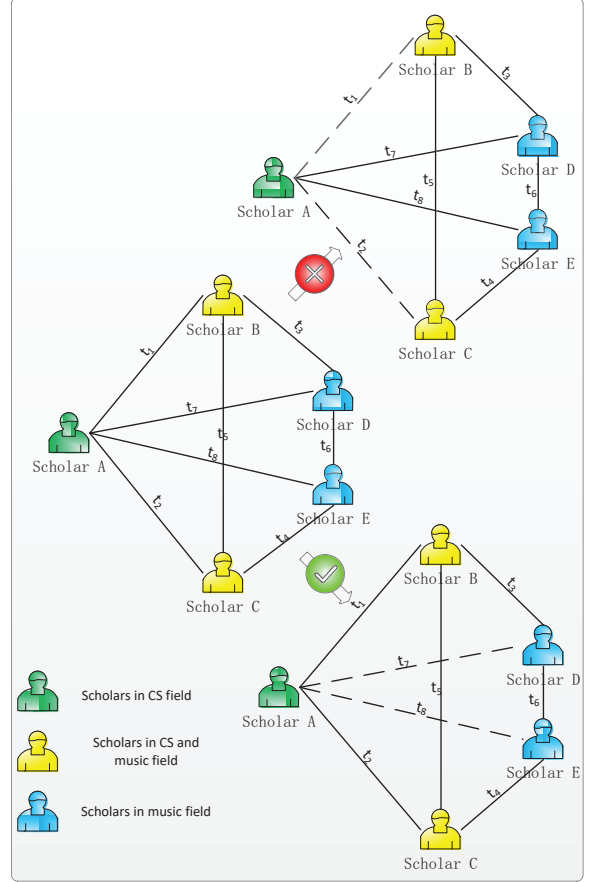 Scholar B
t1
t3
t7
Scholar D
t5
t6
t8
Scholar A
t2
Scholar E
t4
Scholar C
Scholar B
t1
t3
t7
Scholar D
t5
t6
t8
Scholar A
t2
Scholar E
t4
Scholar C
Scholar B
t1
t3
t7
Scholar D
t5
t6
t8
Scholar A
t2
Scholar E
t4
Scholar C
Scholars in CS field
Scholars in CS and
music field
Scholars in music field